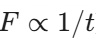 F ∝ 1/t